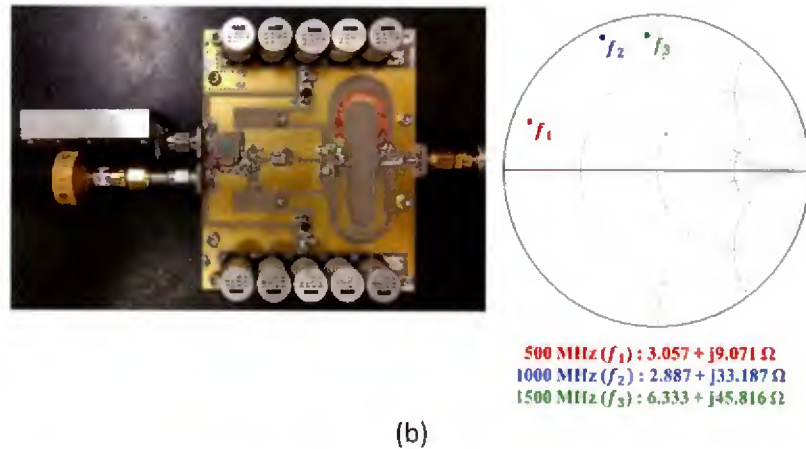 f₂
f₃
f₁
500 MHz (f₁) : 3.057 + j9.071 Ω
1000 MHz (f₂) : 2.887 + j33.187 Ω
1500 MHz (f₃) : 6.333 + j45.816 Ω
(b)